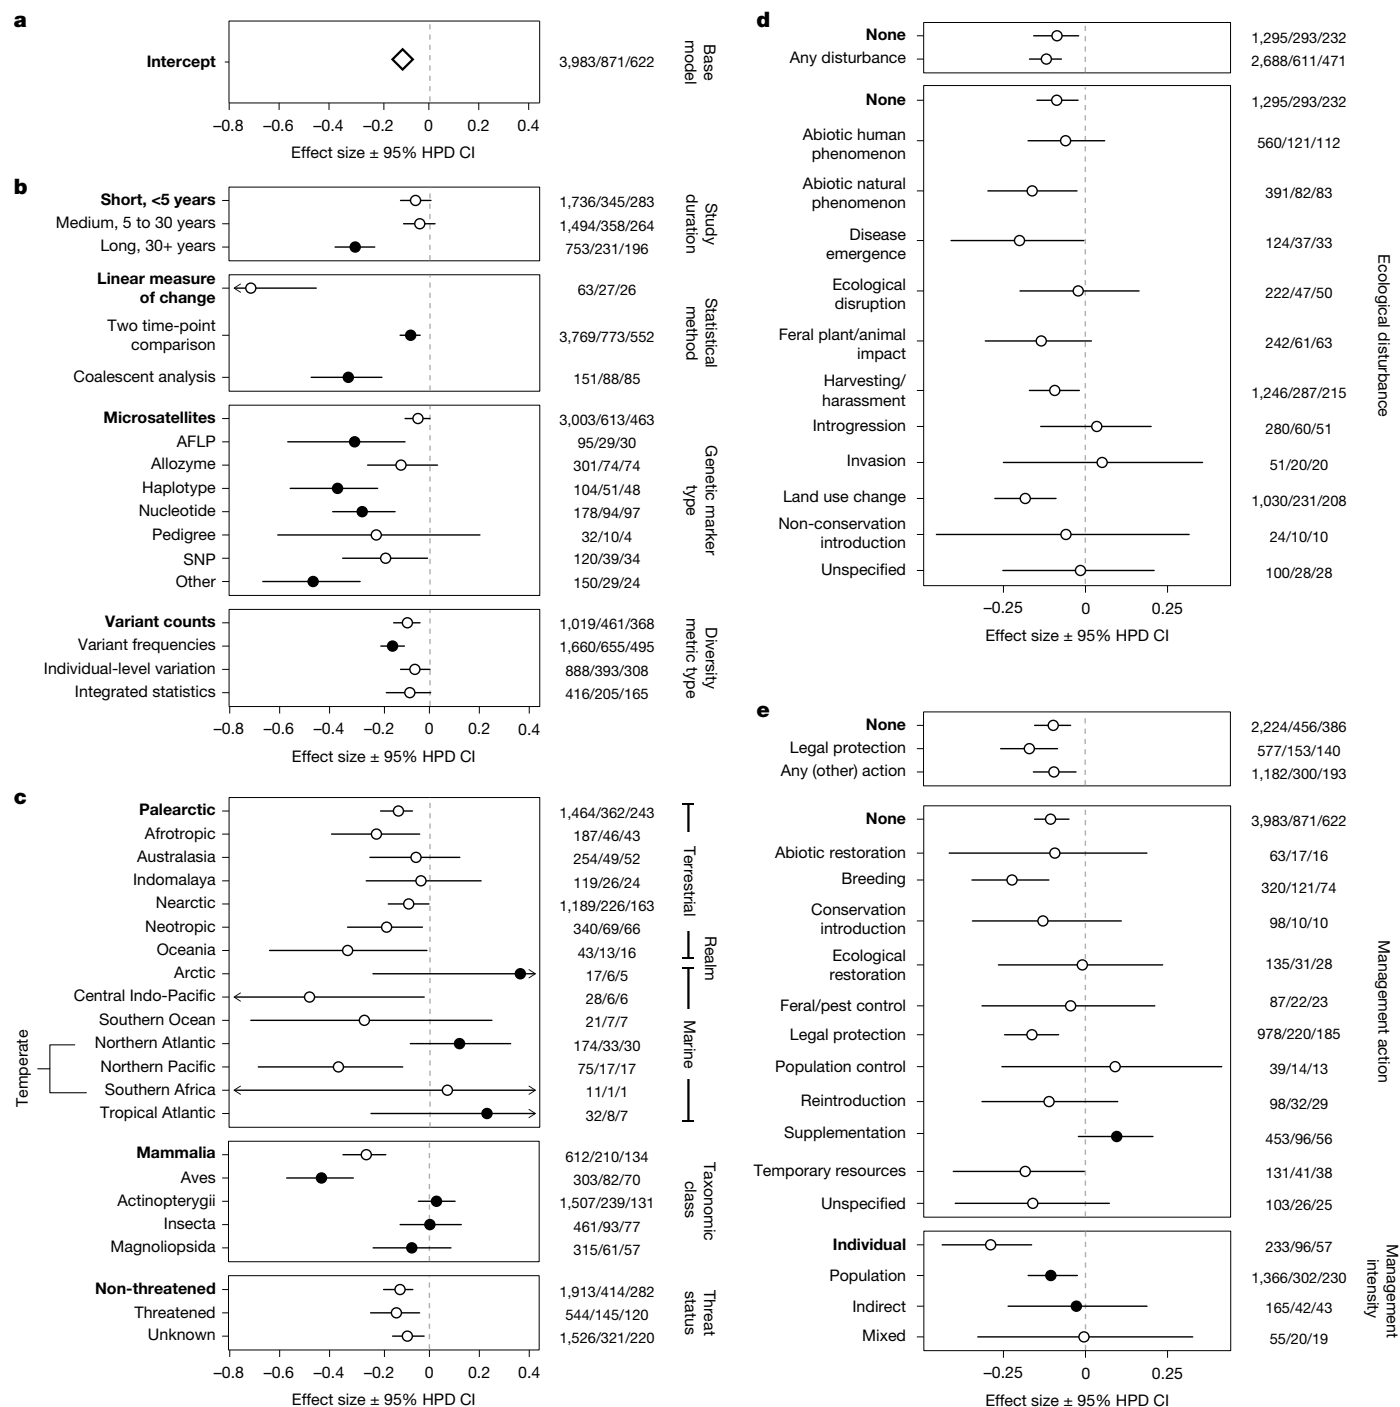 a
Intercept
3,983/871/622
Base
model
–0.8 –0.6 –0.4 –0.2 0 0.2 0.4
Effect size ± 95% HPD CI
b
Short, <5 years 1,736/345/283
Medium, 5 to 30 years 1,494/358/264
Long, 30+ years 753/231/196
Study
duration
Linear measure
of change
63/27/26
Two time-point
comparison
3,769/773/552
Coalescent analysis 151/88/85
Statistical
method
Microsatellites 3,003/613/463
AFLP 95/29/30
Allozyme 301/74/74
Haplotype 104/51/48
Nucleotide 178/94/97
Pedigree 32/10/4
SNP 120/39/34
Other 150/29/24
Genetic marker
type
Variant counts 1,019/461/368
Variant frequencies 1,660/655/495
Individual-level variation 888/393/308
Integrated statistics 416/205/165
Diversity
metric type
–0.8 –0.6 –0.4 –0.2 0 0.2 0.4
Effect size ± 95% HPD CI
c
Palearctic 1,464/362/243
Afrotropic 187/46/43
Australasia 254/49/52
Indomalaya 119/26/24
Nearctic 1,189/226/163
Neotropic 340/69/66
Oceania 43/13/16
Arctic 17/6/5
Central Indo-Pacific 28/6/6
Southern Ocean 21/7/7
Northern Atlantic 174/33/30
Northern Pacific 75/17/17
Southern Africa 11/1/1
Tropical Atlantic 32/8/7
Temperate
Terrestrial
Marine
Realm
Mammalia 612/210/134
Aves 303/82/70
Actinopterygii 1,507/239/131
Insecta 461/93/77
Magnoliopsida 315/61/57
Taxonomic
class
Non-threatened 1,913/414/282
Threatened 544/145/120
Unknown 1,526/321/220
Threat
status
–0.8 –0.6 –0.4 –0.2 0 0.2 0.4
Effect size ± 95% HPD CI
d
None 1,295/293/232
Any disturbance 2,688/611/471
None 1,295/293/232
Abiotic human
phenomenon
560/121/112
Abiotic natural
phenomenon
391/82/83
Disease
emergence
124/37/33
Ecological
disruption
222/47/50
Feral plant/animal
impact
242/61/63
Harvesting/
harassment
1,246/287/215
Introgression 280/60/51
Invasion 51/20/20
Land use change 1,030/231/208
Non-conservation
introduction
24/10/10
Unspecified 100/28/28
Ecological disturbance
–0.25 0 0.25
Effect size ± 95% HPD CI
e
None 2,224/456/386
Legal protection 577/153/140
Any (other) action 1,182/300/193
None 3,983/871/622
Abiotic restoration 63/17/16
Breeding 320/121/74
Conservation
introduction
98/10/10
Ecological
restoration
135/31/28
Feral/pest control 87/22/23
Legal protection 978/220/185
Population control 39/14/13
Reintroduction 98/32/29
Supplementation 453/96/56
Temporary resources 131/41/38
Unspecified 103/26/25
Management action
Individual 233/96/57
Population 1,366/302/230
Indirect 165/42/43
Mixed 55/20/19
Management
intensity
–0.25 0 0.25
Effect size ± 95% HPD CI